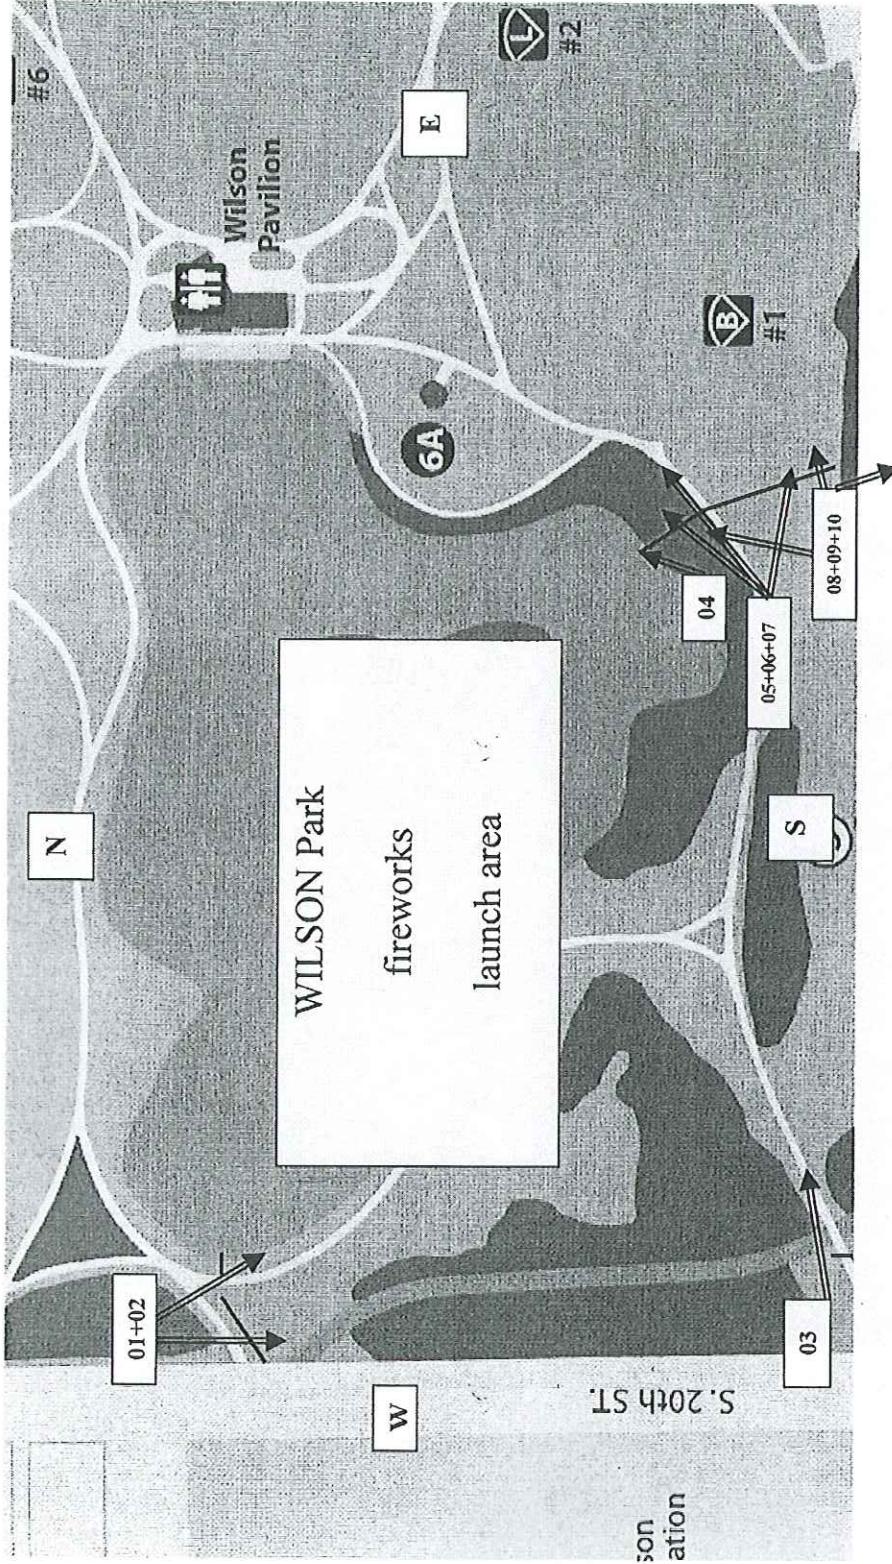 #6
Wilson
Pavilion
E
L
#2
B
#1
6A
N
WILSON Park
fireworks
launch area
04
05+06+07
08+09+10
S
01+02
W
03
S. 20th ST.
son
ation